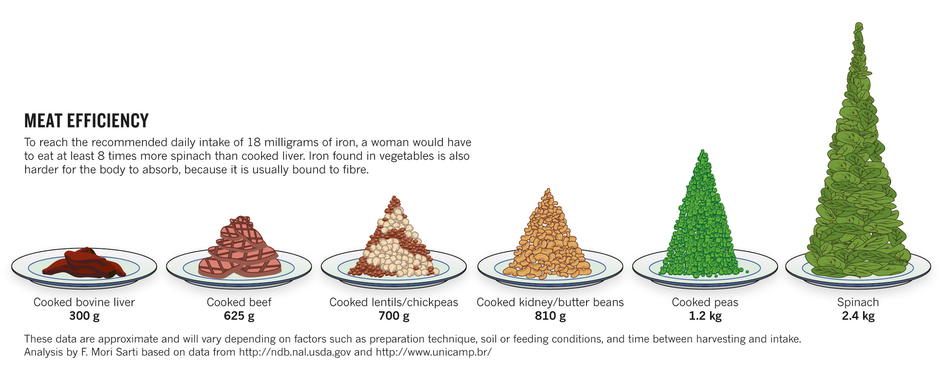 MEAT EFFICIENCY
To reach the recommended daily intake of 18 milligrams of iron, a woman would have
to eat at least 8 times more spinach than cooked liver. Iron found in vegetables is also
harder for the body to absorb, because it is usually bound to fibre.
Cooked bovine liver
300 g
Cooked beef
625 g
Cooked lentils/chickpeas
700 g
Cooked kidney/butter beans
810 g
Cooked peas
1.2 kg
Spinach
2.4 kg
These data are approximate and will vary depending on factors such as preparation technique, soil or feeding conditions, and time between harvesting and intake.
Analysis by F. Mori Sarti based on data from http://ndb.nal.usda.gov and http://www.unicamp.br/